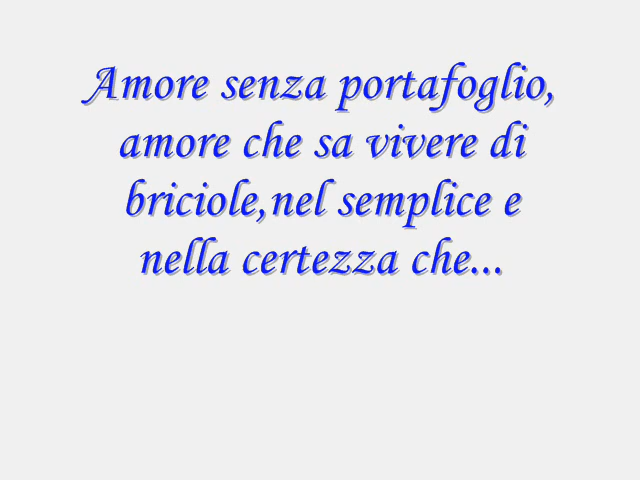 Amore senza portafoglio,
amore che sa vivere di
briciole,nel semplice e
nella certezza che...